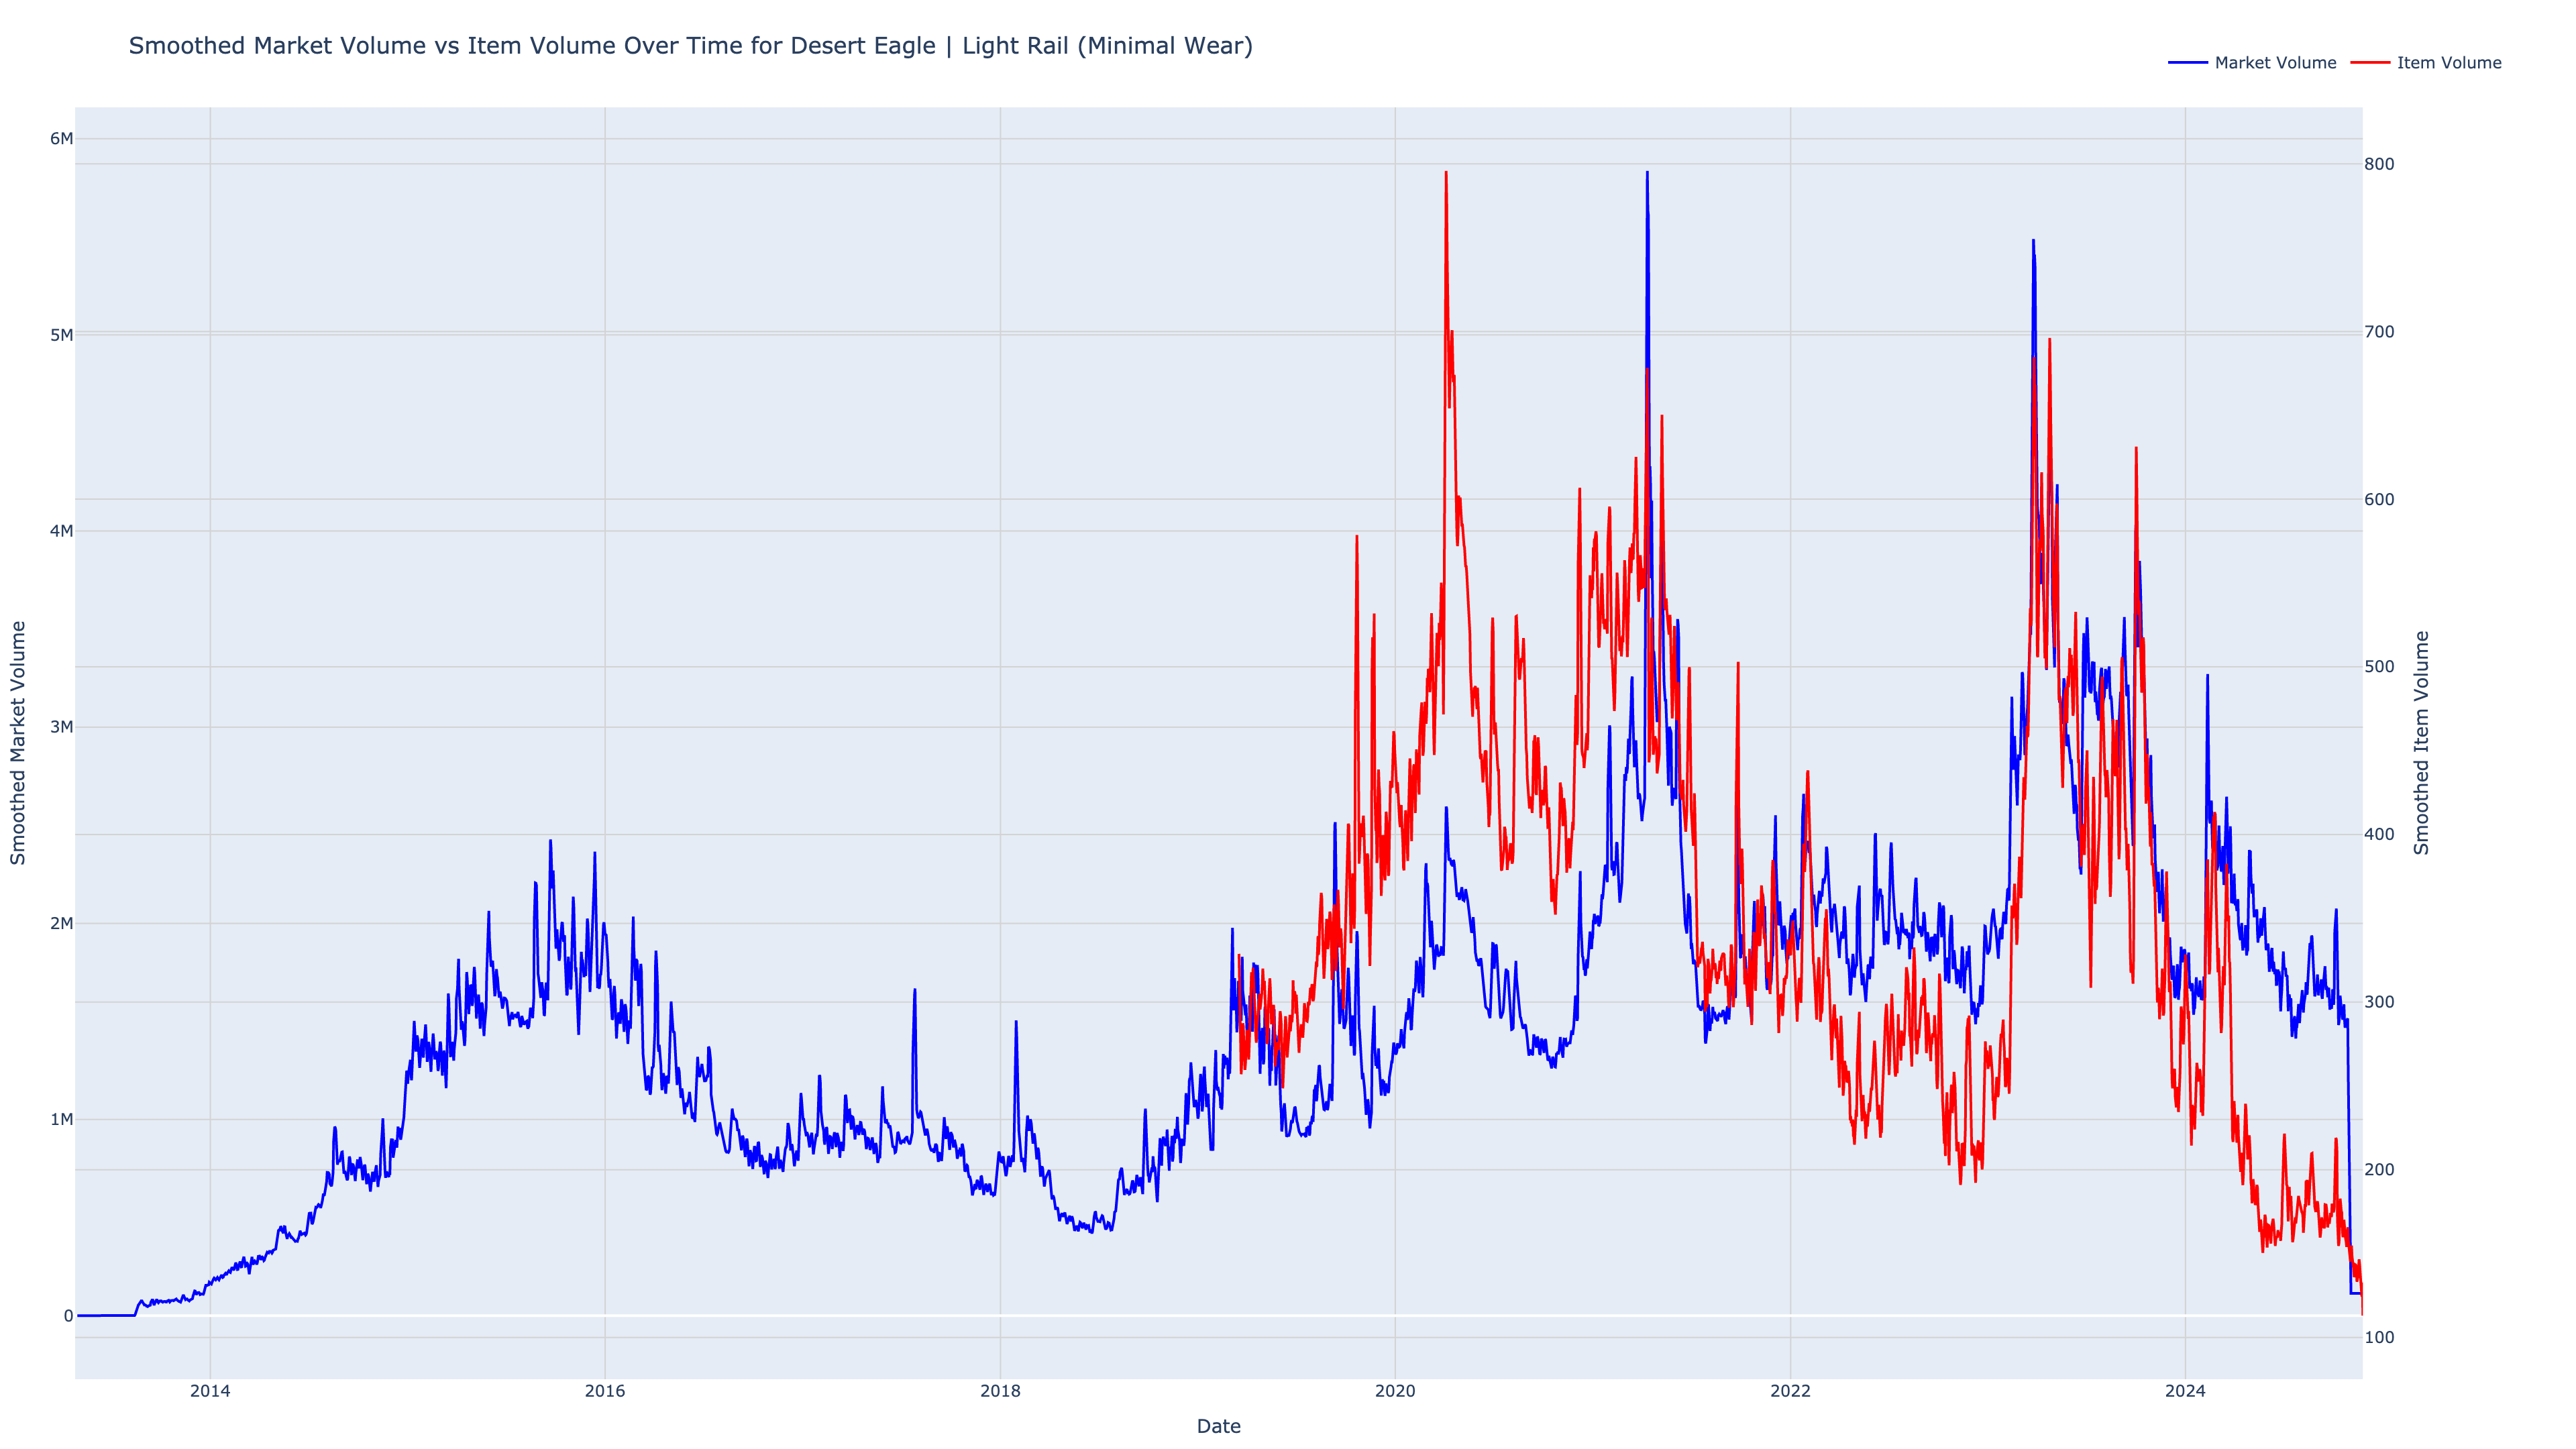 Smoothed Market Volume vs Item Volume Over Time for Desert Eagle | Light Rail (Minimal Wear)
Market Volume
Item Volume
6M
5M
4M
3M
2M
1M
0
Smoothed Market Volume
800
700
600
500
400
300
200
100
Smoothed Item Volume
2014
2016
2018
2020
2022
2024
Date